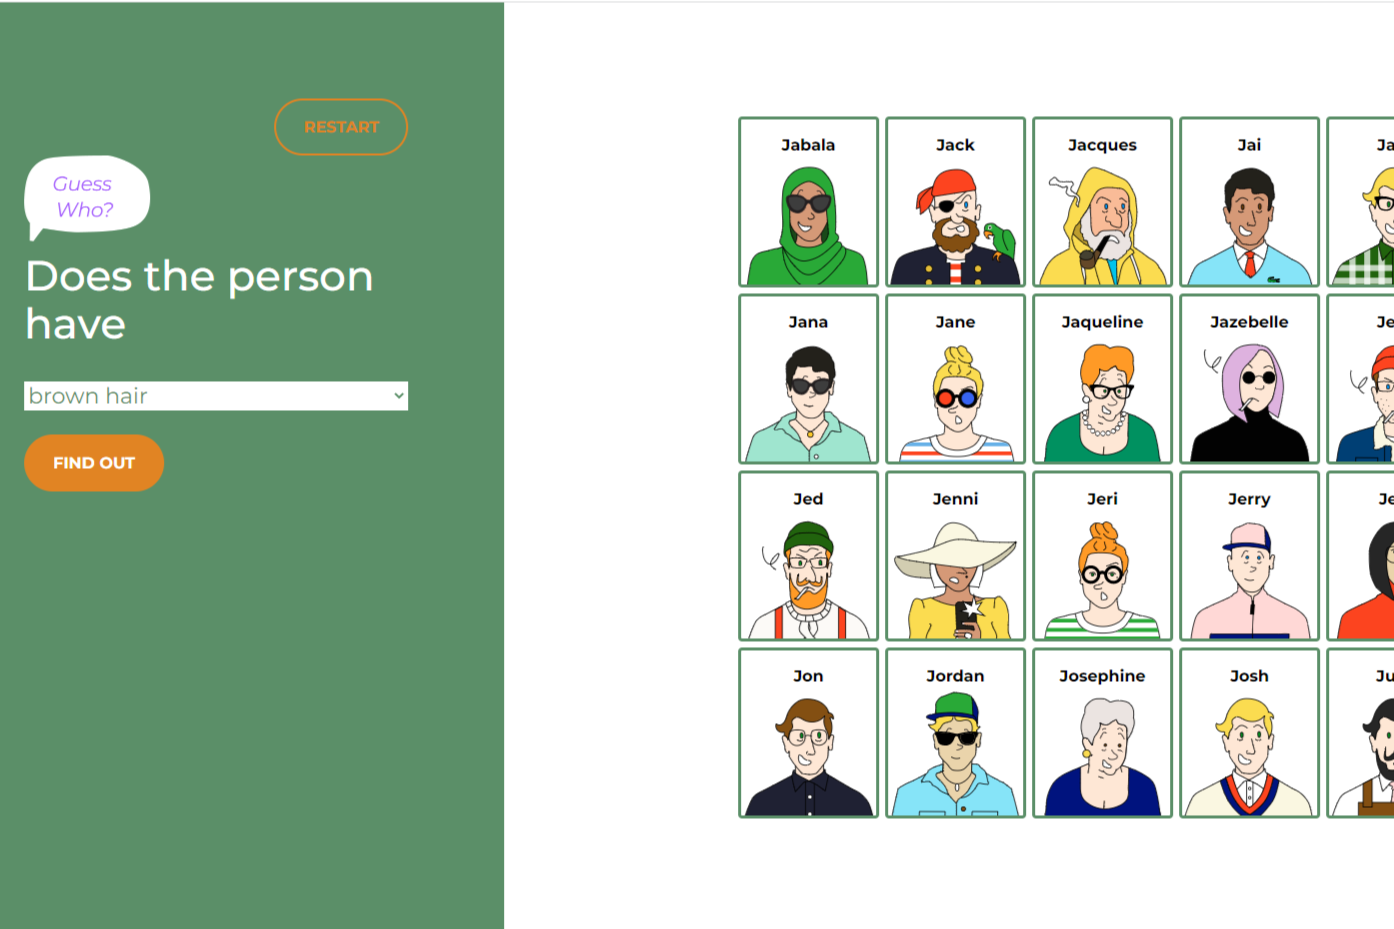 RESTART
Guess
Who?
Does the person
have
brown hair
FIND OUT
Jabala
Jack
Jacques
Jai
Ja
Jana
Jane
Jaqueline
Jazebelle
Je
Jed
Jenni
Jeri
Jerry
Je
Jon
Jordan
Josephine
Josh
Ju